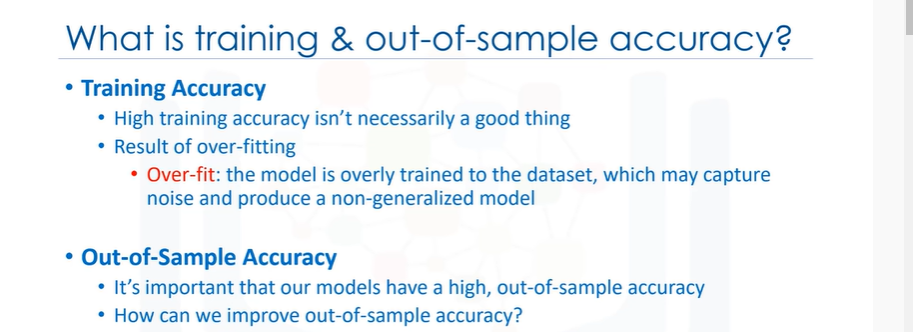 What is training & out-of-sample accuracy?
• Training Accuracy
• High training accuracy isn't necessarily a good thing
• Result of over-fitting
• Over-fit: the model is overly trained to the dataset, which may capture
noise and produce a non-generalized model
• Out-of-Sample Accuracy
• It's important that our models have a high, out-of-sample accuracy
• How can we improve out-of-sample accuracy?